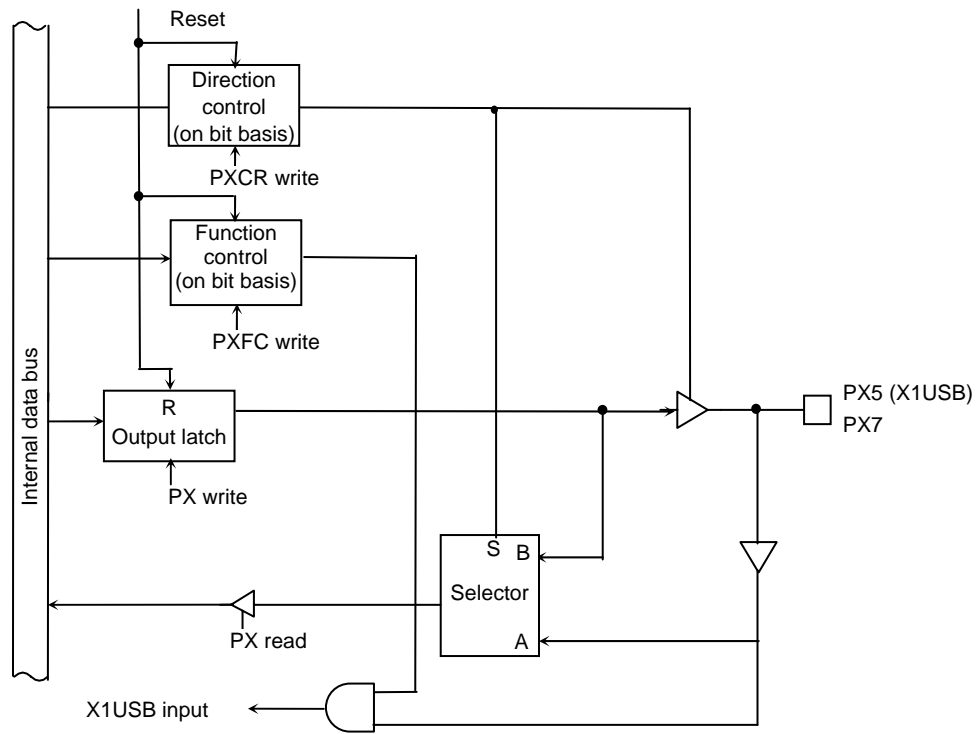 Reset
Direction
control
(on bit basis)
PXCR write
Function
control
(on bit basis)
PXFC write
Internal data bus
R
Output latch
PX write
PX5 (X1USB)
PX7
S
B
Selector
A
PX read
X1USB input